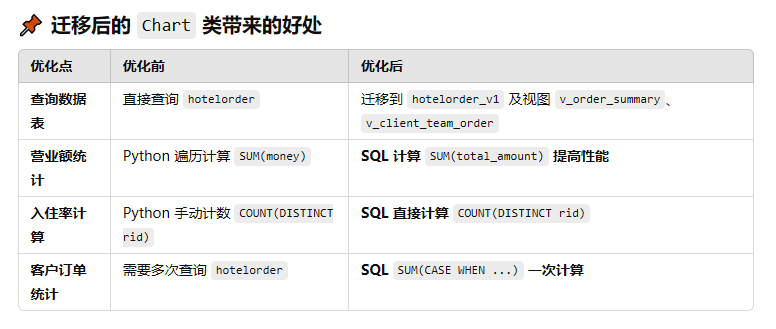 📌 迁移后的 Chart 类带来的好处
优化点 优化前 优化后
查询数据 直接查询 hotelorder 迁移到 hotelorder_v1 及视图 v_order_summary、
表 v_client_team_order
营业额统 Python 遍历计算 SUM(money) SQL 计算 SUM(total_amount) 提高性能
计
入住率计 Python 手动计数 COUNT(DISTINCT SQL 直接计算 COUNT(DISTINCT rid)
算 rid)
客户订单 需要多次查询 hotelorder SQL SUM(CASE WHEN ...) 一次计算
统计